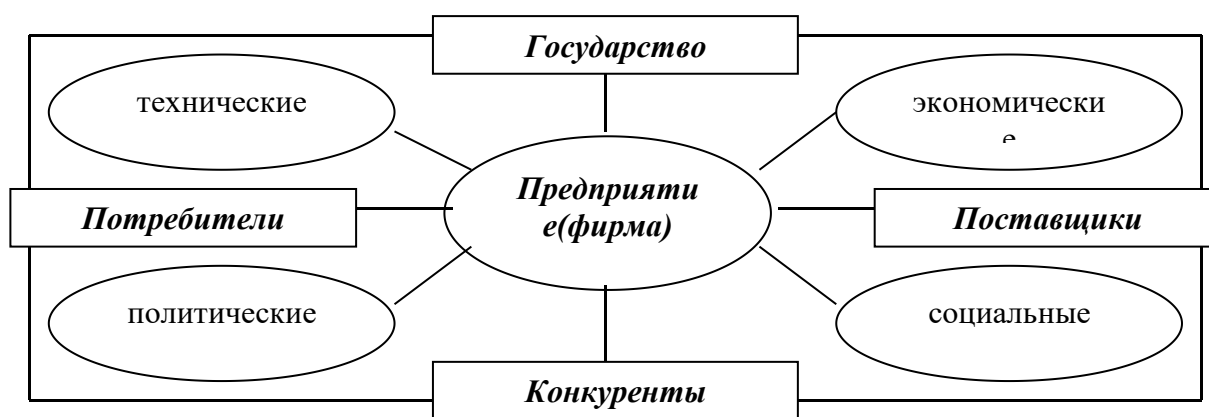 Государство
технические
экономически
е
Предприяти
е(фирма)
Потребители
Поставщики
политические
социальные
Конкуренты